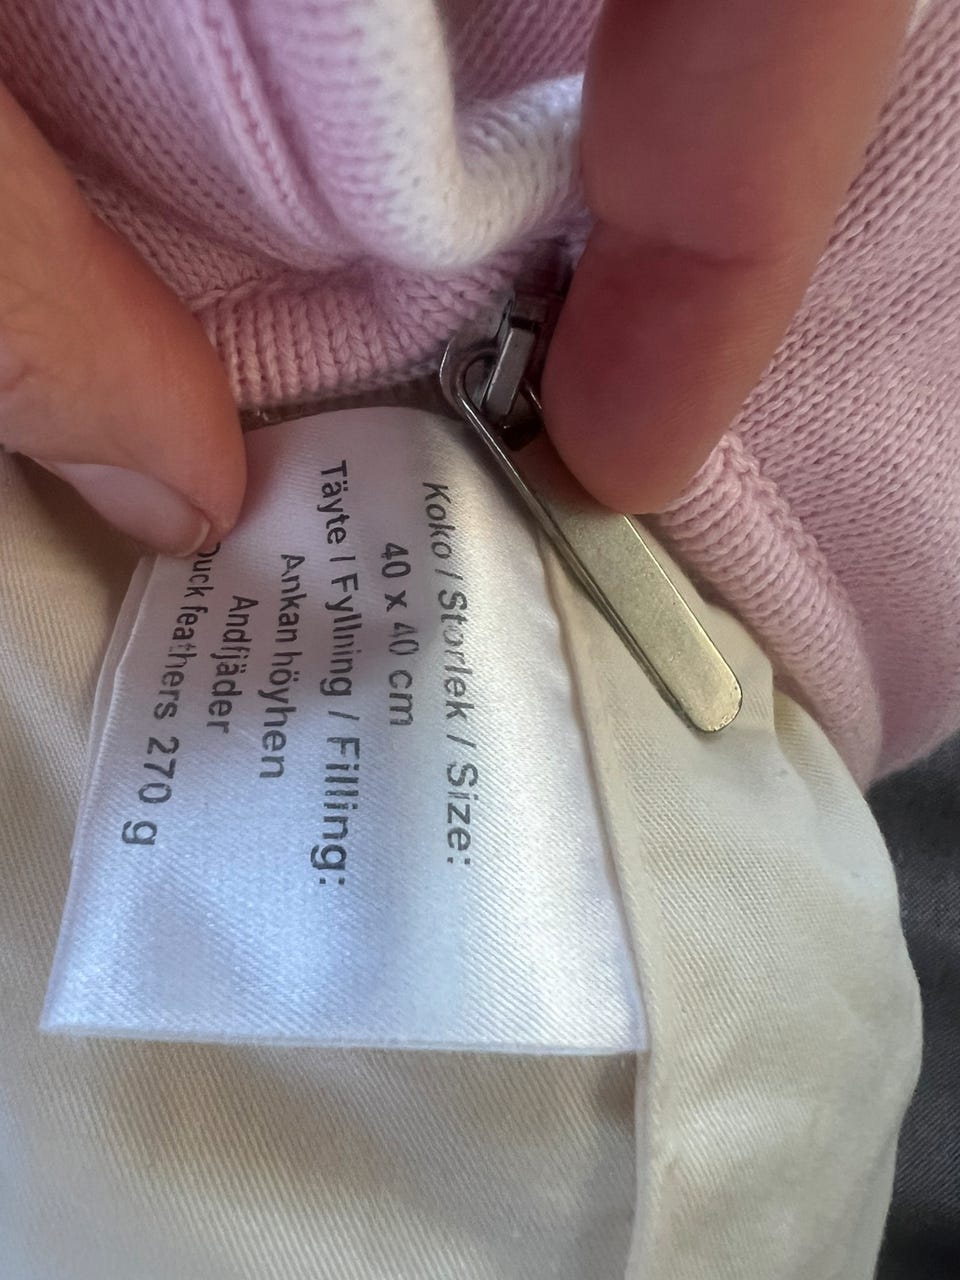 Koko / Storlek / Size:
40 x 40 cm
Täyte / Fyllning / Filling:
Ankan höyhen
Andfjäder
Duck feathers 270 g